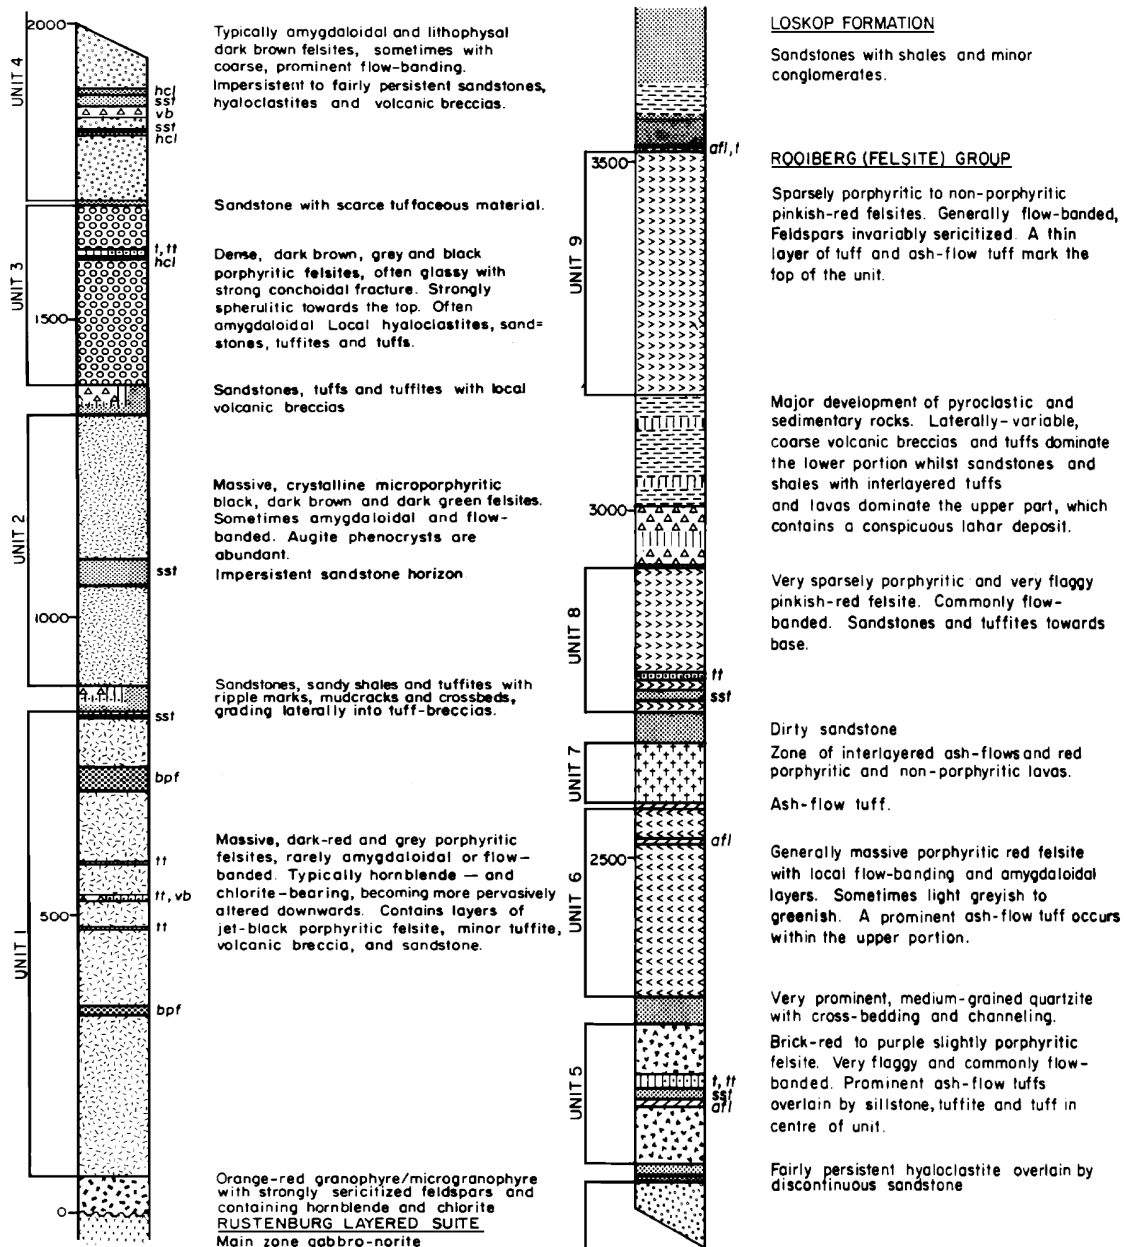 2000
UNIT 4
hcl
sst
vb
sst
hcl
Typically amygdaloidal and lithophysal
dark brown felsites, sometimes with
coarse, prominent flow-banding.
Impersistent to fairly persistent sandstones,
hyaloclastites and volcanic breccias.
Sandstone with scarce tuffaceous material.
UNIT 3
t, tt
hcl
1500
Dense, dark brown, grey and black
porphyritic felsites, often glassy with
strong conchoidal fracture. Strongly
spherulitic towards the top. Often
amygdaloidal Local hyaloclastites, sand=
stones, tuffites and tuffs.
Sandstones, tuffs and tuffites with local
volcanic breccias
UNIT 2
Massive, crystalline microporphyritic
black, dark brown and dark green felsites.
Sometimes amygdaloidal and flow-
banded. Augite phenocrysts are
abundant.
sst
Impersistent sandstone horizon
1000
Sandstones, sandy shales and tuffites with
ripple marks, mudcracks and crossbeds,
grading laterally into tuff-breccias.
sst
UNIT 1
bpf
tt
tt, vb
500
tt
bpf
Massive, dark-red and grey porphyritic
felsites, rarely amygdaloidal or flow-
banded. Typically hornblende — and
chlorite-bearing, becoming more pervasively
altered downwards. Contains layers of
jet-black porphyritic felsite, minor tuffite,
volcanic breccia, and sandstone.
Orange-red granophyre/microgranophyre
with strongly sericitized feldspars and
containing hornblende and chlorite
0
RUSTENBURG LAYERED SUITE
Main zone gabbro-norite
LOSKOP FORMATION
Sandstones with shales and minor
conglomerates.
afl, t
3500
ROOIBERG (FELSITE) GROUP
UNIT 9
Sparsely porphyritic to non-porphyritic
pinkish-red felsites. Generally flow-banded,
Feldspars invariably sericitized. A thin
layer of tuff and ash-flow tuff mark the
top of the unit.
Major development of pyroclastic and
sedimentary rocks. Laterally-variable,
coarse volcanic breccias and tuffs dominate
the lower portion whilst sandstones and
shales with interlayered tuffs
and lavas dominate the upper part, which
contains a conspicuous lahar deposit.
3000
UNIT 8
Very sparsely porphyritic and very flaggy
pinkish-red felsite. Commonly flow-
banded. Sandstones and tuffites towards
base.
tt
sst
Dirty sandstone
UNIT 7
Zone of interlayered ash-flows and red
porphyritic and non-porphyritic lavas.
Ash-flow tuff.
UNIT 6
afl
2500
Generally massive porphyritic red felsite
with local flow-banding and amygdaloidal
layers. Sometimes light greyish to
greenish. A prominent ash-flow tuff occurs
within the upper portion.
Very prominent, medium-grained quartzite
with cross-bedding and channeling.
UNIT 5
t, tt
sst
afl
Brick-red to purple slightly porphyritic
felsite. Very flaggy and commonly flow-
banded. Prominent ash-flow tuffs
overlain by sillstone, tuffite and tuff in
centre of unit.
Fairly persistent hyaloclastite overlain by
discontinuous sandstone